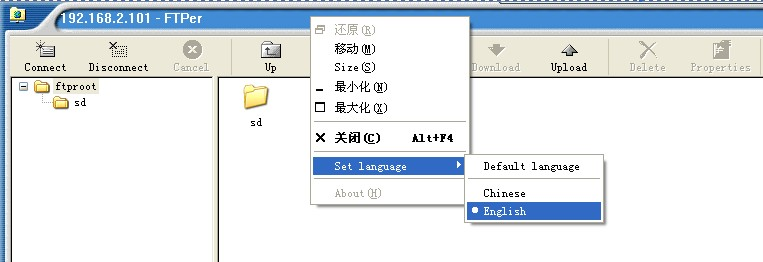 192.168.2.101 - FTPer
Connect Disconnect Cancel Up Download Upload Delete Properties
ftproot
sd
sd
还原(R)
移动(M)
Size(S)
最小化(N)
最大化(X)
关闭(C) Alt+F4
Set language
About(H)
Default language
Chinese
English